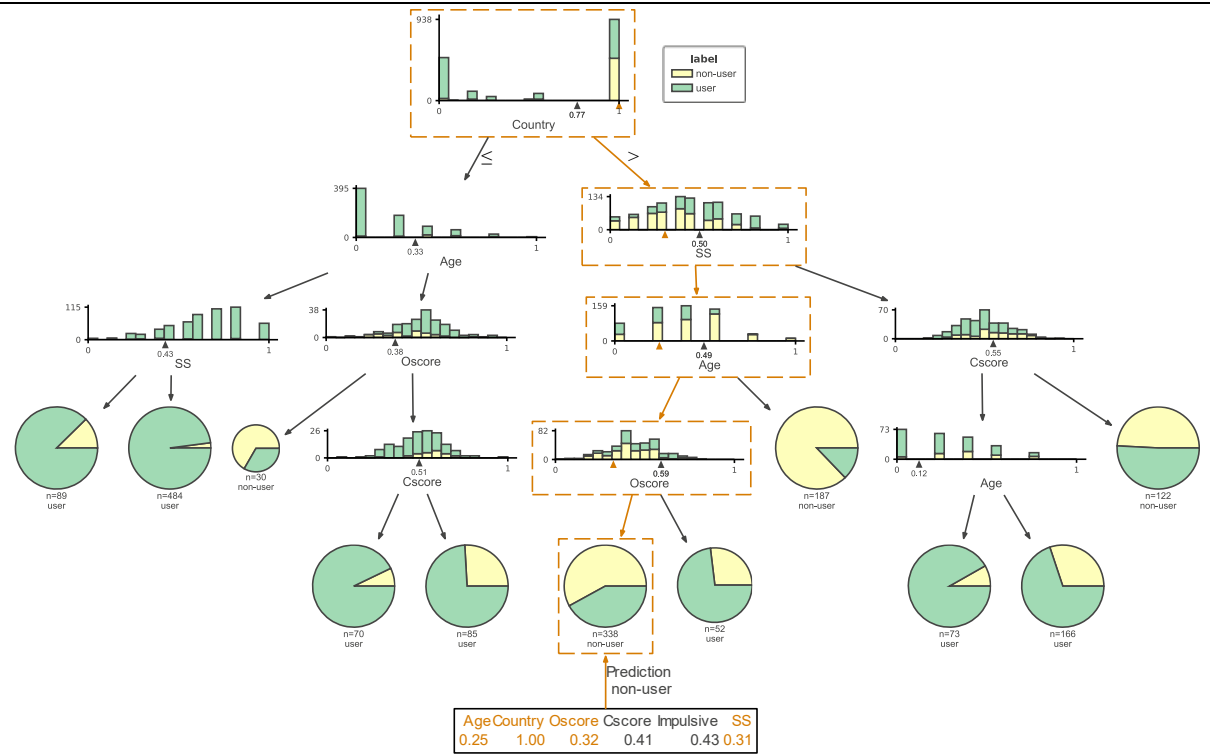 938
0
0
0.77
1
Country
label
non-user
user
≤
>
395
0
0
0.33
1
Age
134
0
0
0.50
1
SS
115
0
0
0.43
1
SS
38
0
0
0.38
1
Oscore
159
0
0
0.49
1
Age
70
0
0
0.55
1
Cscore
n=89
user
n=484
user
n=30
non-user
26
0
0
0.51
1
Cscore
82
0
0
0.59
1
Oscore
n=187
non-user
73
0
0
0.12
1
Age
n=122
non-user
n=70
user
n=85
user
n=338
non-user
n=52
user
n=73
user
n=166
user
Prediction
non-user
Age Country Oscore Cscore Impulsive SS
0.25 1.00 0.32 0.41 0.43 0.31